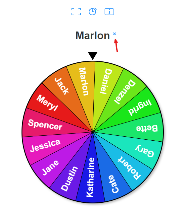 Marlon ×
Marlon
Daniel
Denzel
Ingrid
Bette
Gary
Robert
Cate
Katharine
Dustin
Jane
Jessica
Spencer
Meryl
Jack